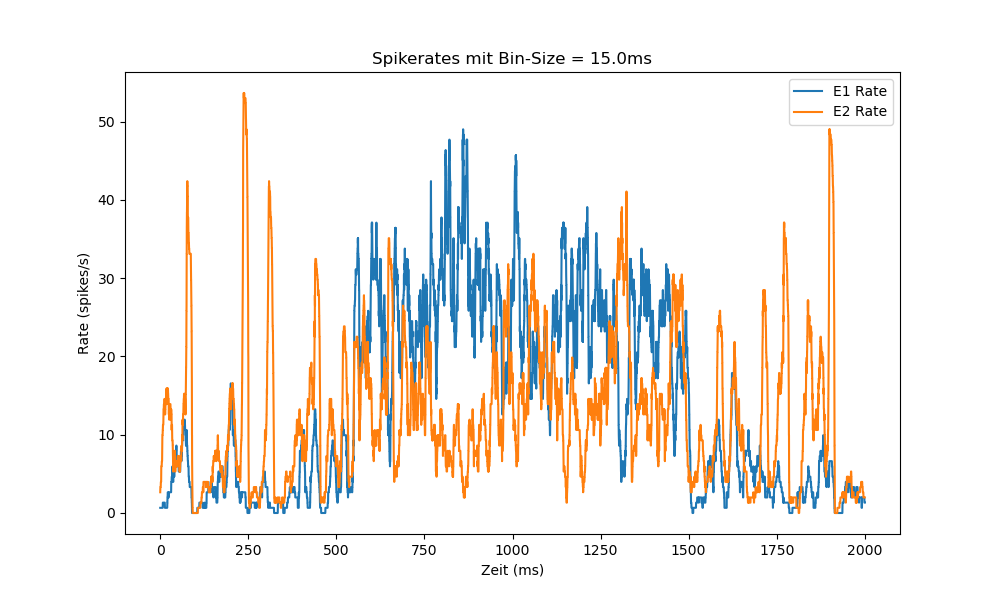 Spikerates mit Bin-Size = 15.0ms
E1 Rate
E2 Rate
50
40
30
20
10
0
Rate (spikes/s)
0 250 500 750 1000 1250 1500 1750 2000
Zeit (ms)